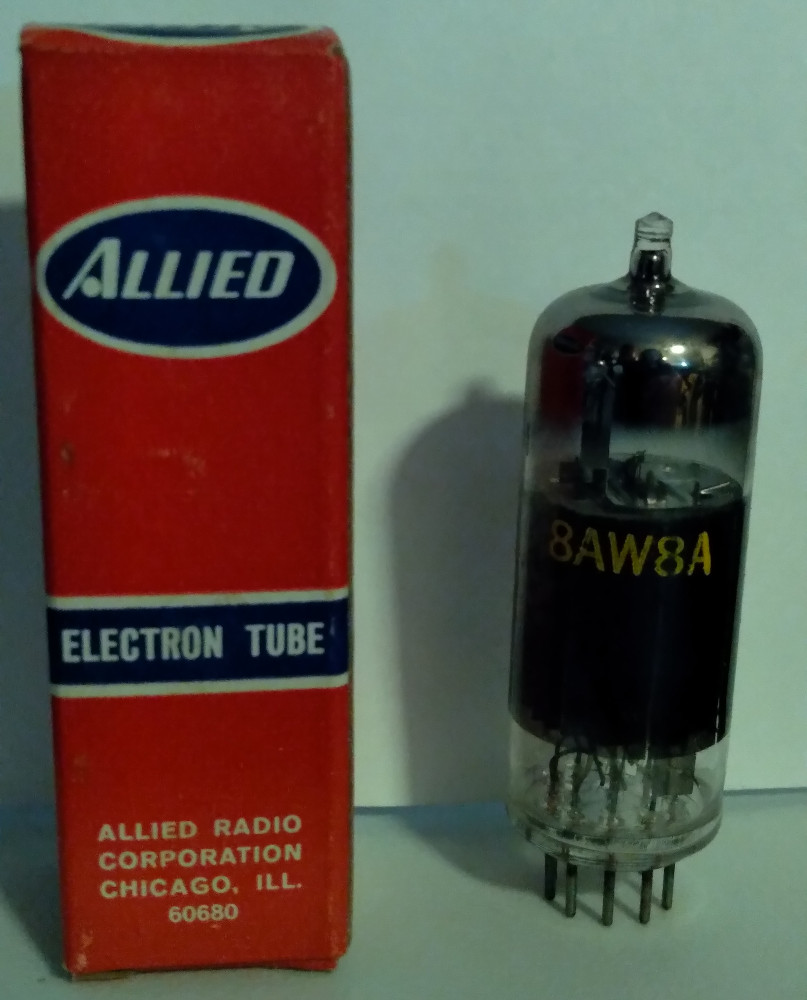 ALLIED
ELECTRON TUBE
ALLIED RADIO
CORPORATION
CHICAGO, ILL.
60680
8AW8A